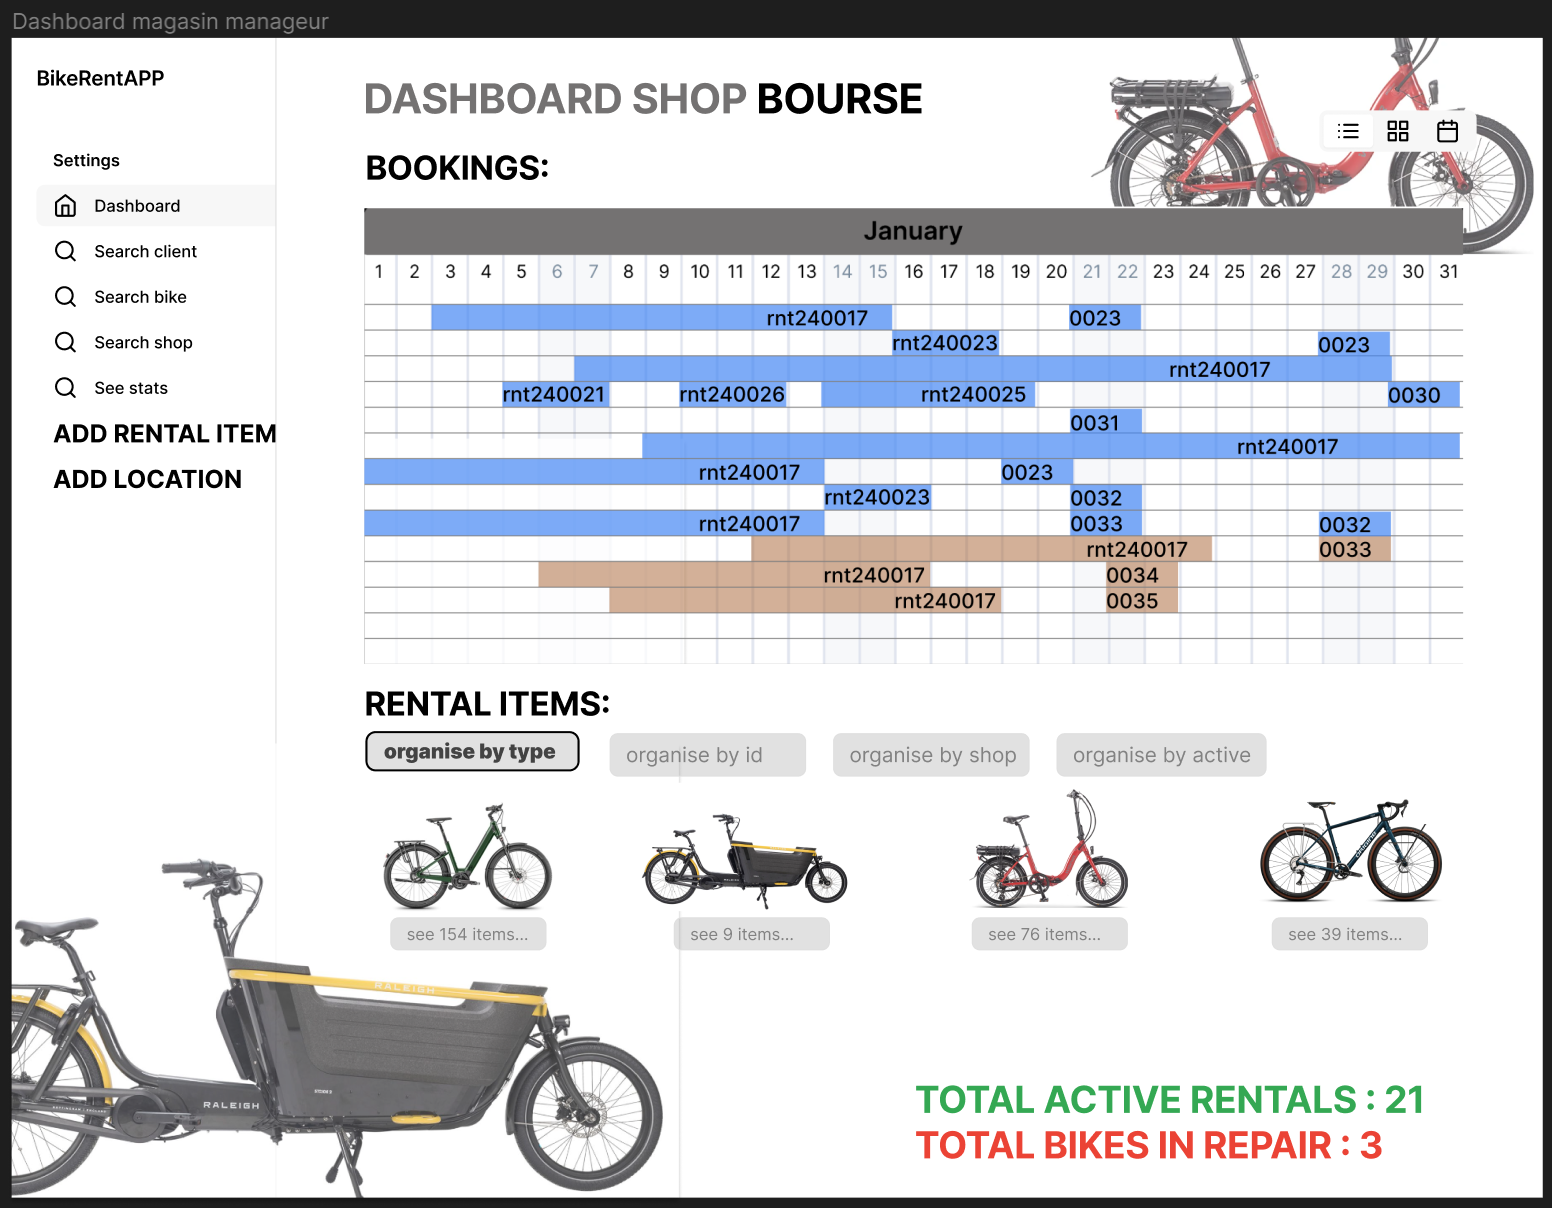 Dashboard magasin manageur
BikeRentAPP
Settings
Dashboard
Search client
Search bike
Search shop
See stats
ADD RENTAL ITEM
ADD LOCATION
DASHBOARD SHOP BOURSE
BOOKINGS:
January
1 2 3 4 5 6 7 8 9 10 11 12 13 14 15 16 17 18 19 20 21 22 23 24 25 26 27 28 29 30 31
rnt240017 0023
rnt240023 0023
rnt240017
rnt240021 rnt240026 rnt240025 0030
0031
rnt240017
rnt240017 0023
rnt240023 0032
rnt240017 0033 0032
rnt240017 0033
rnt240017 0034
rnt240017 0035
RENTAL ITEMS:
organise by type organise by id organise by shop organise by active
see 154 items... see 9 items... see 76 items... see 39 items...
RALEIGH
RALEIGH
TOTAL ACTIVE RENTALS : 21
TOTAL BIKES IN REPAIR : 3